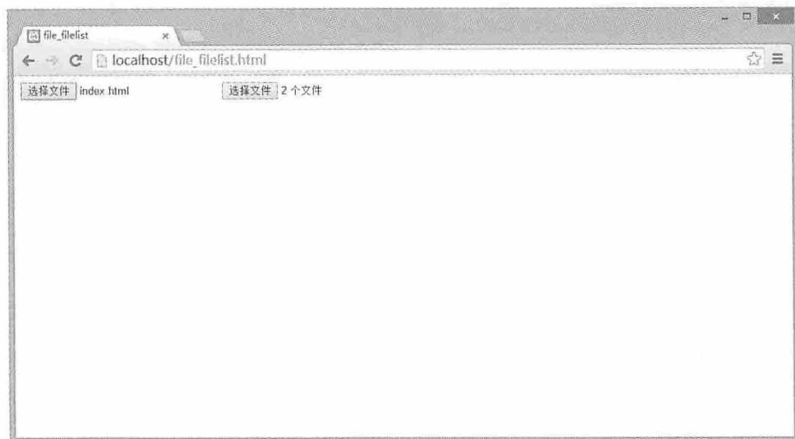 file_filelist
localhost/file_filelist.html
选择文件 index html 选择文件 2 个文件